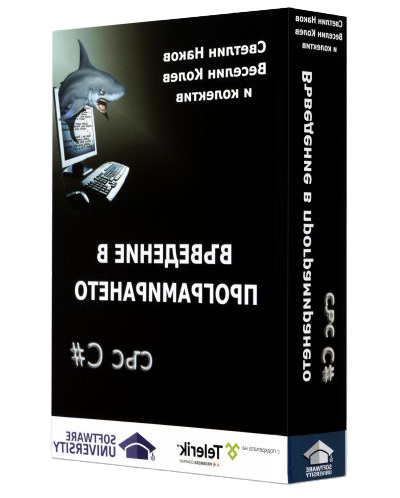 Светлин Наков
Веселин Колев
и колектив
ВЪВЕДЕНИЕ В
ПРОГРАМИРАНЕТО
със C#
SOFTWARE
UNIVERSITY
с подкрепата на
Telerik
Светлин Наков
Веселин Колев
и колектив
Въведение в програмирането
със C#
SOFTWARE
UNIVERSITY